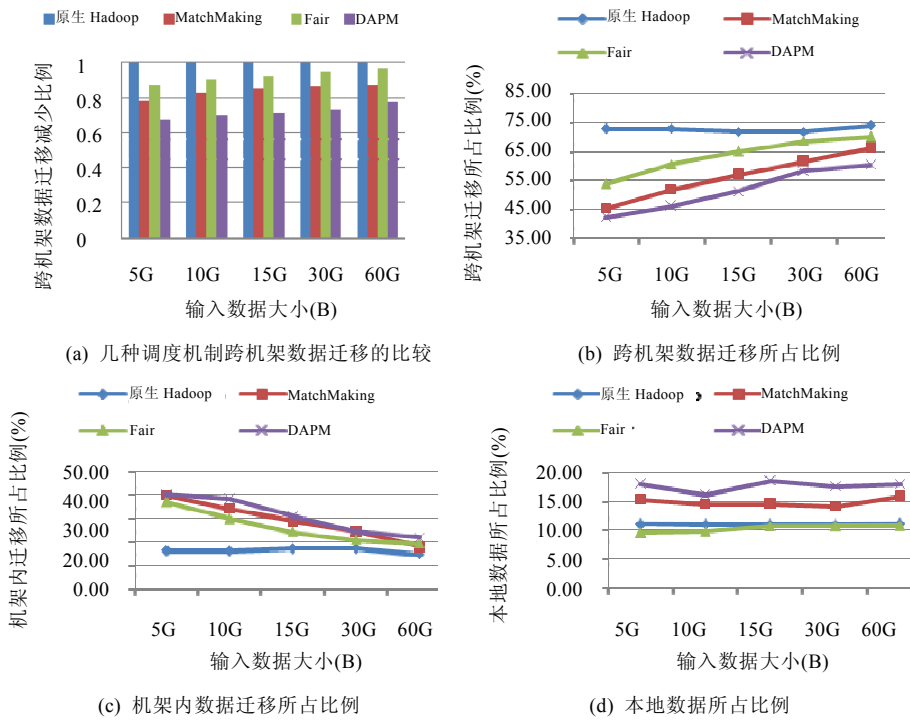 原生 Hadoop MatchMaking Fair DAPM
跨机架数据迁移减少比例
1
0.8
0.6
0.4
0.2
0
5G 10G 15G 30G 60G
输入数据大小(B)
(a) 几种调度机制跨机架数据迁移的比较
原生 Hadoop MatchMaking
Fair DAPM
跨机架迁移所占比例(%)
85.00
75.00
65.00
55.00
45.00
35.00
5G 10G 15G 30G 60G
输入数据大小(B)
(b) 跨机架数据迁移所占比例
原生 Hadoop MatchMaking
Fair DAPM
机架内迁移所占比例(%)
50.00
40.00
30.00
20.00
0.00
5G 10G 15G 30G 60G
输入数据大小(B)
(c) 机架内数据迁移所占比例
原生 Hadoop MatchMaking
Fair DAPM
本地数据所占比例(%)
20.00
15.00
10.00
5.00
0.00
5G 10G 15G 30G 60G
输入数据大小(B)
(d) 本地数据所占比例